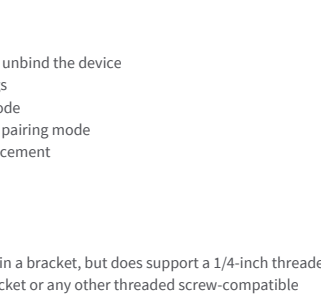 unbind the device
s
ode
pairing mode
cement
in a bracket, but does support a 1/4-inch threade
cket or any other threaded screw-compatible